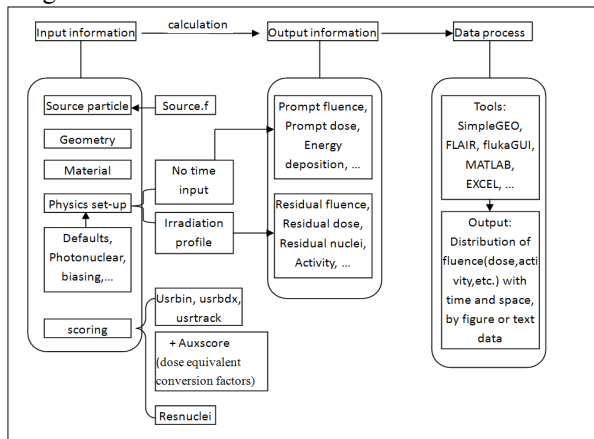 Input information
calculation
Output information
Data process
Source particle
Source.f
Geometry
Material
Physics set-up
Defaults,
Photonuclear,
biasing,...
scoring
No time
input
Irradiation
profile
Usrbin, usrbdx,
usrtrack
+ Auxscore
(dose equivalent
conversion factors)
Resnuclei
Prompt fluence,
Prompt dose,
Energy
deposition, ...
Residual fluence,
Residual dose,
Residual nuclei,
Activity, ...
Tools:
SimpleGEO,
FLAIR, flukaGUI,
MATLAB,
EXCEL, ...
Output:
Distribution of
fluence(dose,acti
vity,etc.) with
time and space,
by figure or text
data